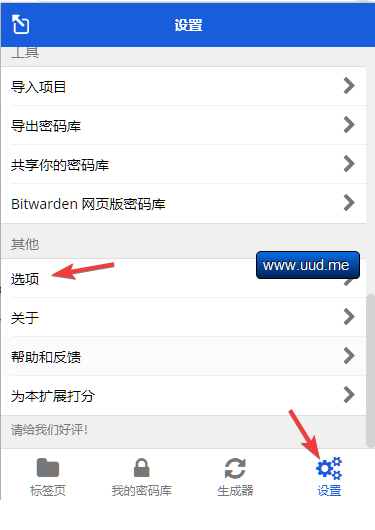 设置
工具
导入项目
导出密码库
共享你的密码库
Bitwarden 网页版密码库
其他
www.uud.me
选项
关于
帮助和反馈
为本扩展打分
请给我们好评!
标签页
我的密码库
生成器
设置